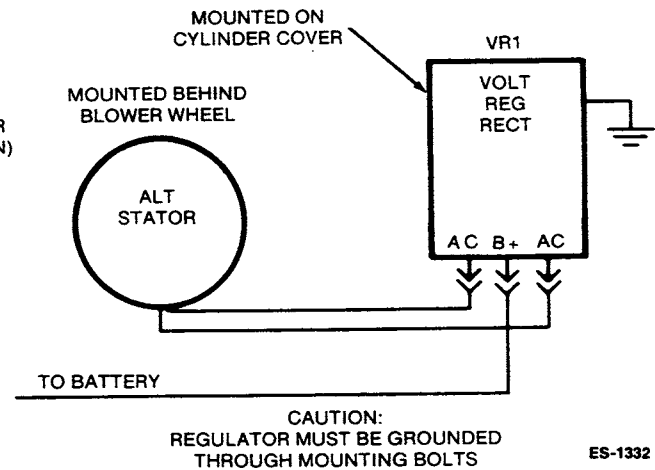 MOUNTED ON
CYLINDER COVER
VR1
MOUNTED BEHIND
BLOWER WHEEL
R
N)
VOLT
REG
RECT
ALT
STATOR
AC B+ AC
TO BATTERY
CAUTION:
REGULATOR MUST BE GROUNDED
THROUGH MOUNTING BOLTS
ES-1332